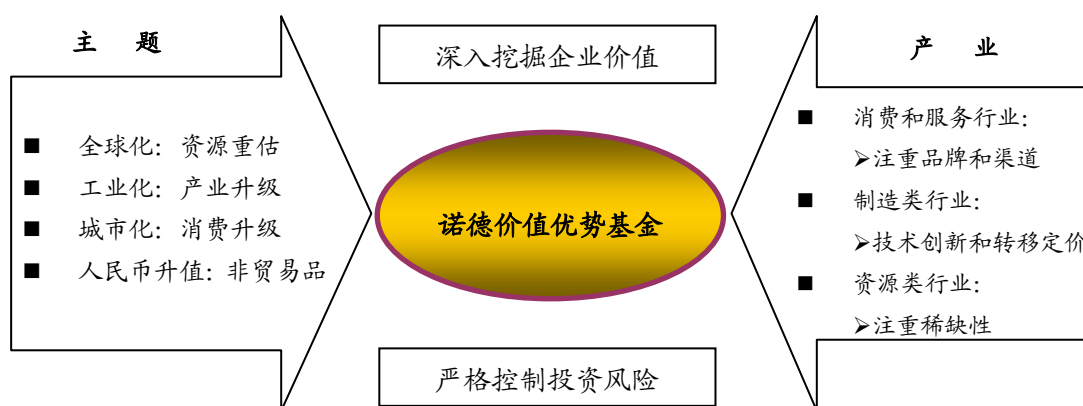 主 题
■ 全球化：资源重估
■ 工业化：产业升级
■ 城市化：消费升级
■ 人民币升值：非贸易品
深入挖掘企业价值
诺德价值优势基金
严格控制投资风险
产 业
■ 消费和服务行业：
➢注重品牌和渠道
■ 制造类行业：
➢技术创新和转移定价
■ 资源类行业：
➢注重稀缺性